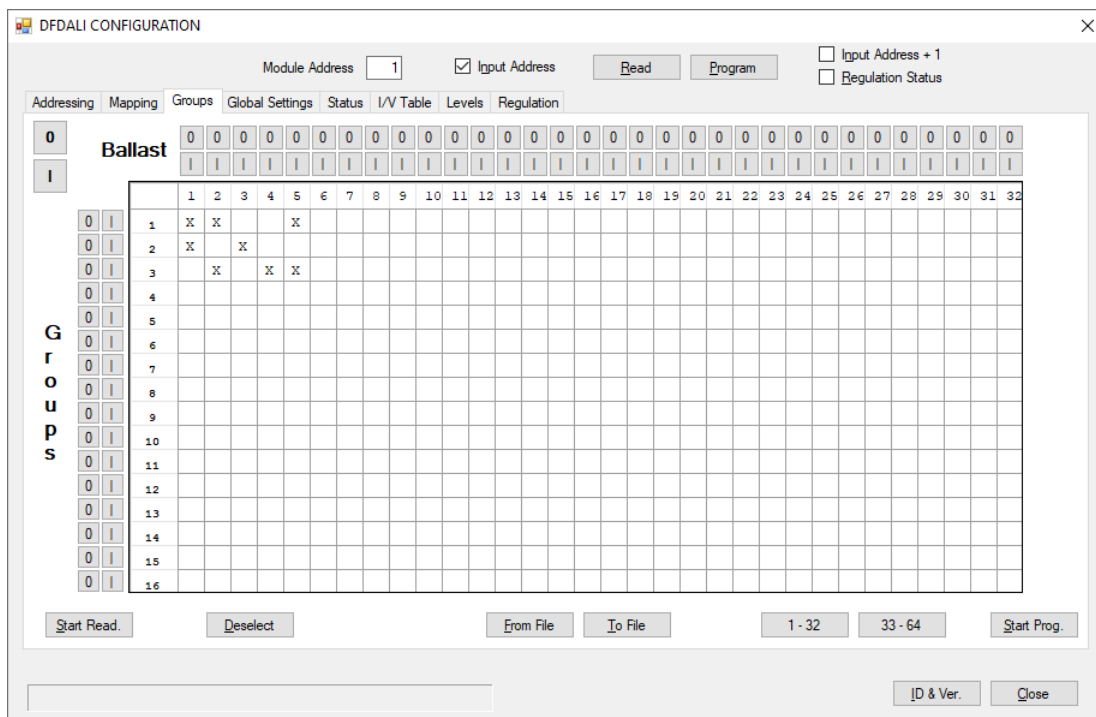 DFDALI CONFIGURATION
Module Address 1 Input Address Read Program Input Address + 1
Regulation Status
Addressing Mapping Groups Global Settings Status I/V Table Levels Regulation
0 Ballast 0 0 0 0 0 0 0 0 0 0 0 0 0 0 0 0 0 0 0 0 0 0 0 0 0 0 0 0 0 0 0 0
I | | | | | | | | | | | | | | | | | | | | | | | | | | | | | | | |
1 2 3 4 5 6 7 8 9 10 11 12 13 14 15 16 17 18 19 20 21 22 23 24 25 26 27 28 29 30 31 32
Groups
0 | 1 X X X
0 | 2 X X
0 | 3 X X X
0 | 4
0 | 5
0 | 6
0 | 7
0 | 8
0 | 9
0 | 10
0 | 11
0 | 12
0 | 13
0 | 14
0 | 15
0 | 16
Start Read. Deselect From File To File 1 - 32 33 - 64 Start Prog.
ID & Ver. Close